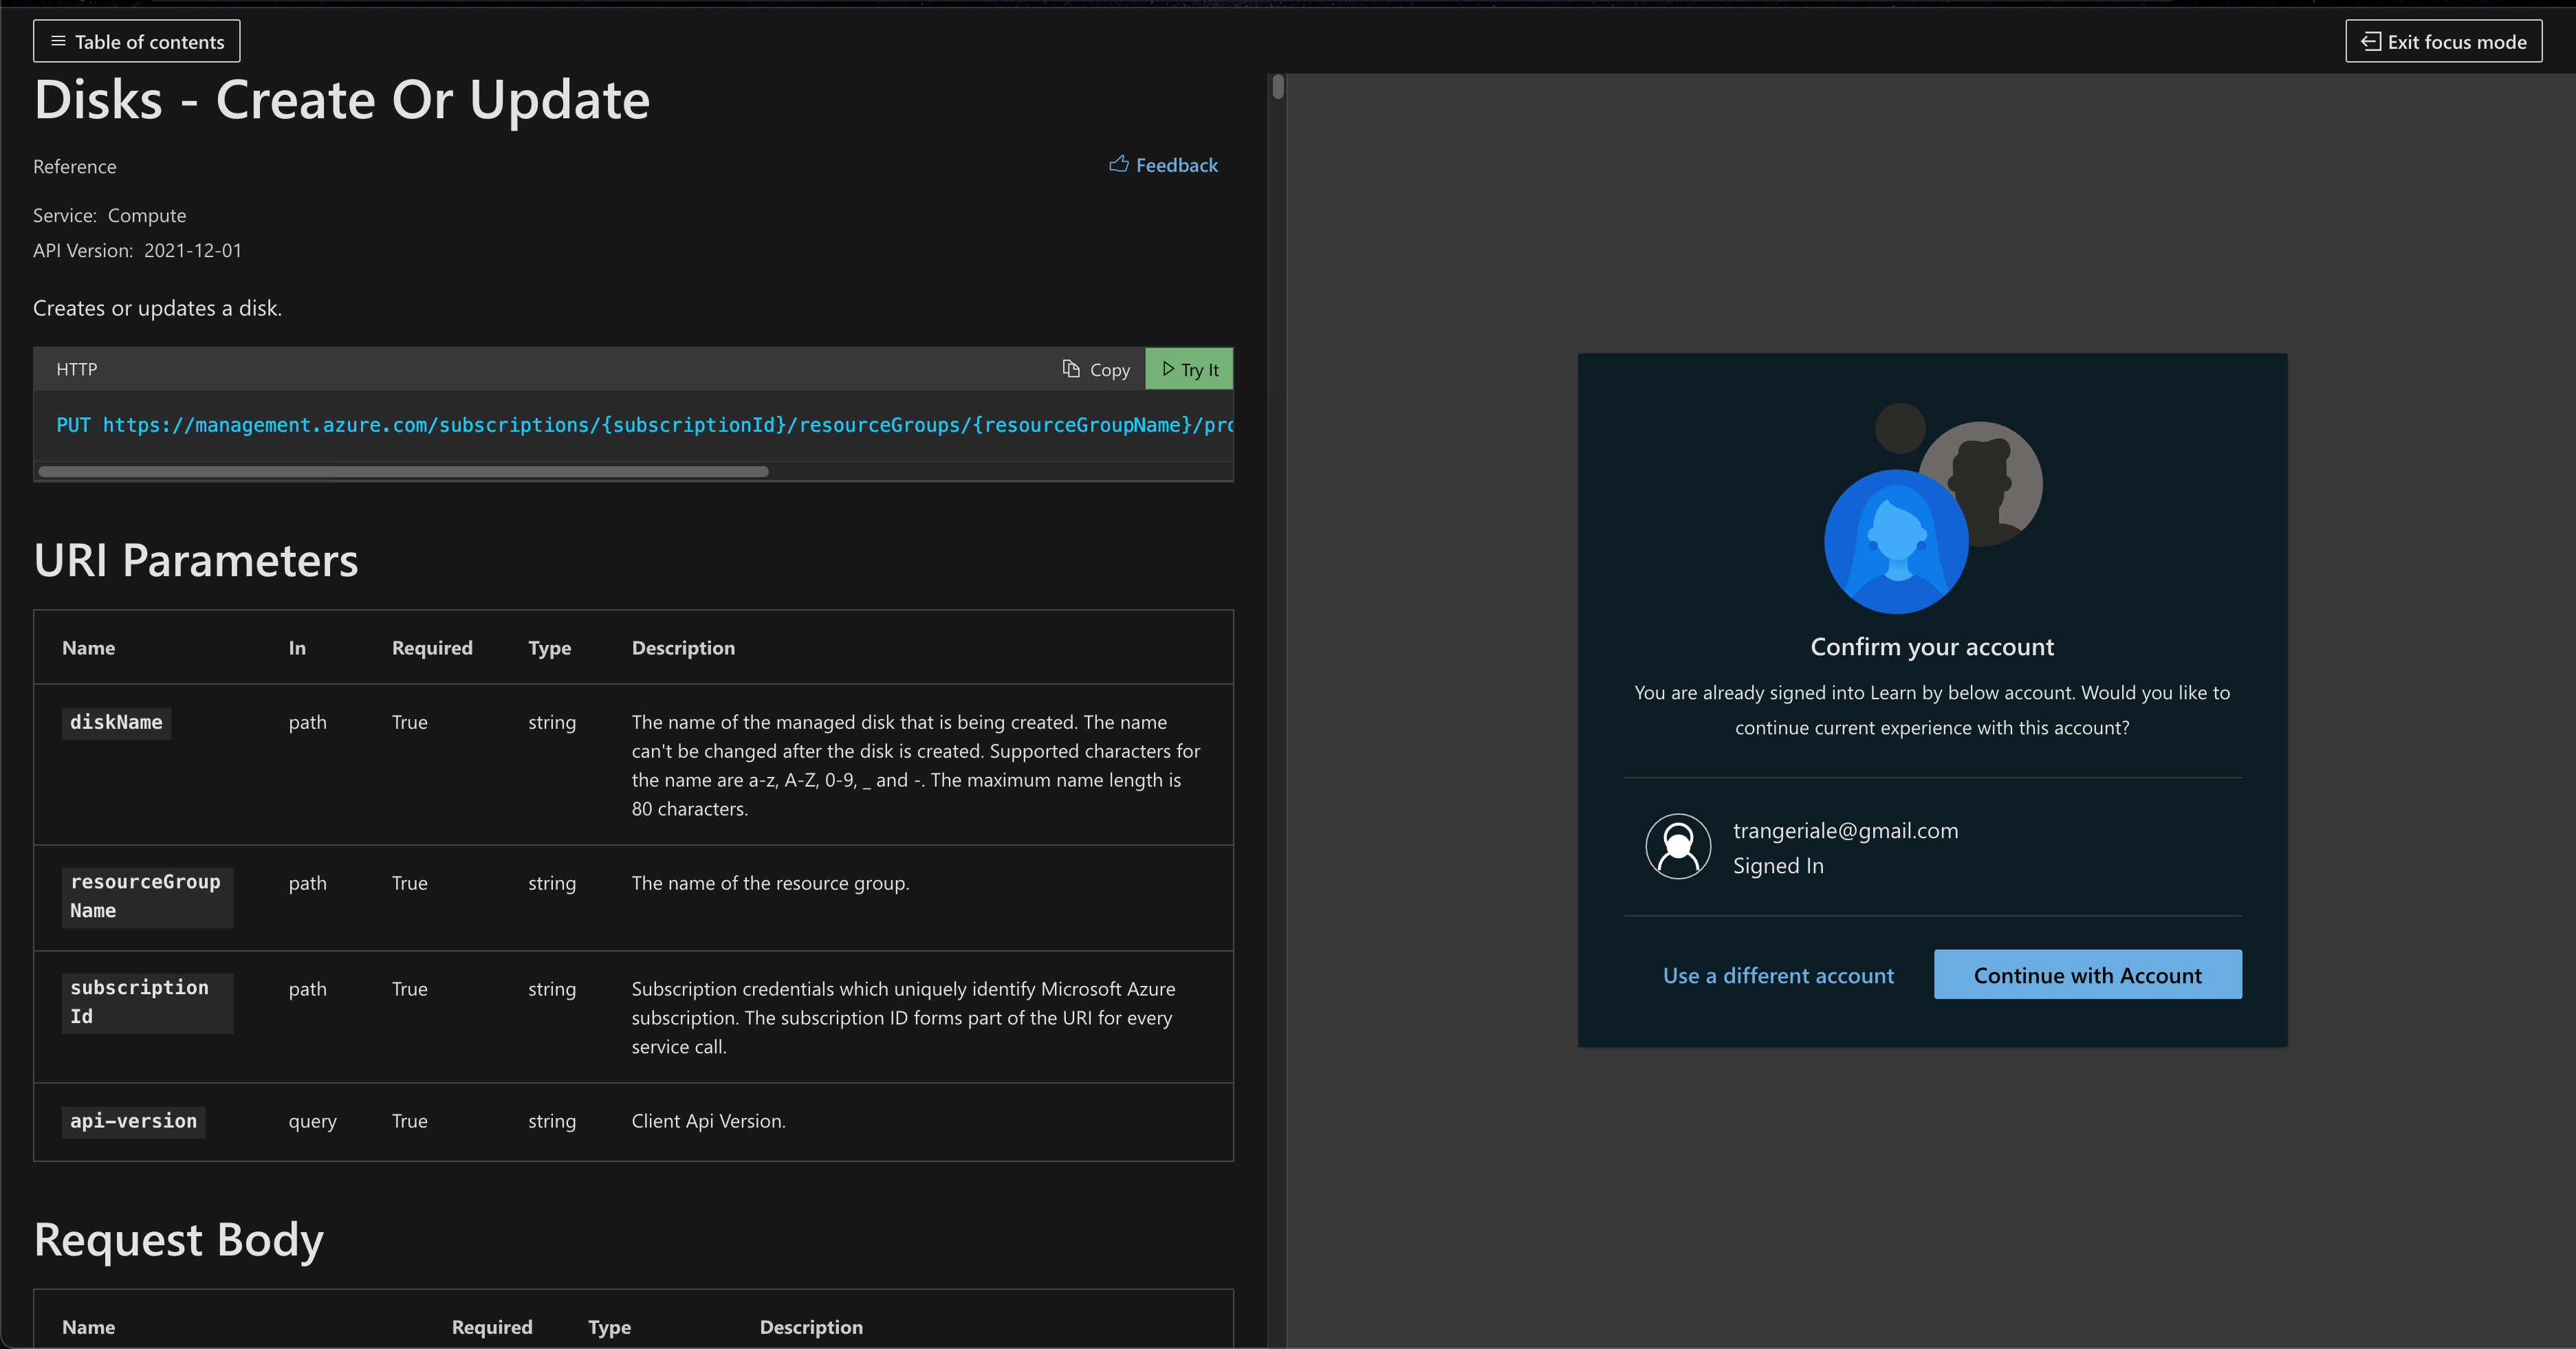 Table of contents
Exit focus mode
Disks - Create Or Update
Reference
Feedback
Service: Compute
API Version: 2021-12-01
Creates or updates a disk.
HTTP
Copy
Try It
PUT https://management.azure.com/subscriptions/{subscriptionId}/resourceGroups/{resourceGroupName}/pro
URI Parameters
Name In Required Type Description
diskName path True string The name of the managed disk that is being created. The name
can't be changed after the disk is created. Supported characters for
the name are a-z, A-Z, 0-9, _ and -. The maximum name length is
80 characters.
resourceGroup path True string The name of the resource group.
Name
subscription path True string Subscription credentials which uniquely identify Microsoft Azure
Id subscription. The subscription ID forms part of the URI for every
service call.
api-version query True string Client Api Version.
Request Body
Name Required Type Description
Confirm your account
You are already signed into Learn by below account. Would you like to
continue current experience with this account?
trangeriale@gmail.com
Signed In
Use a different account
Continue with Account